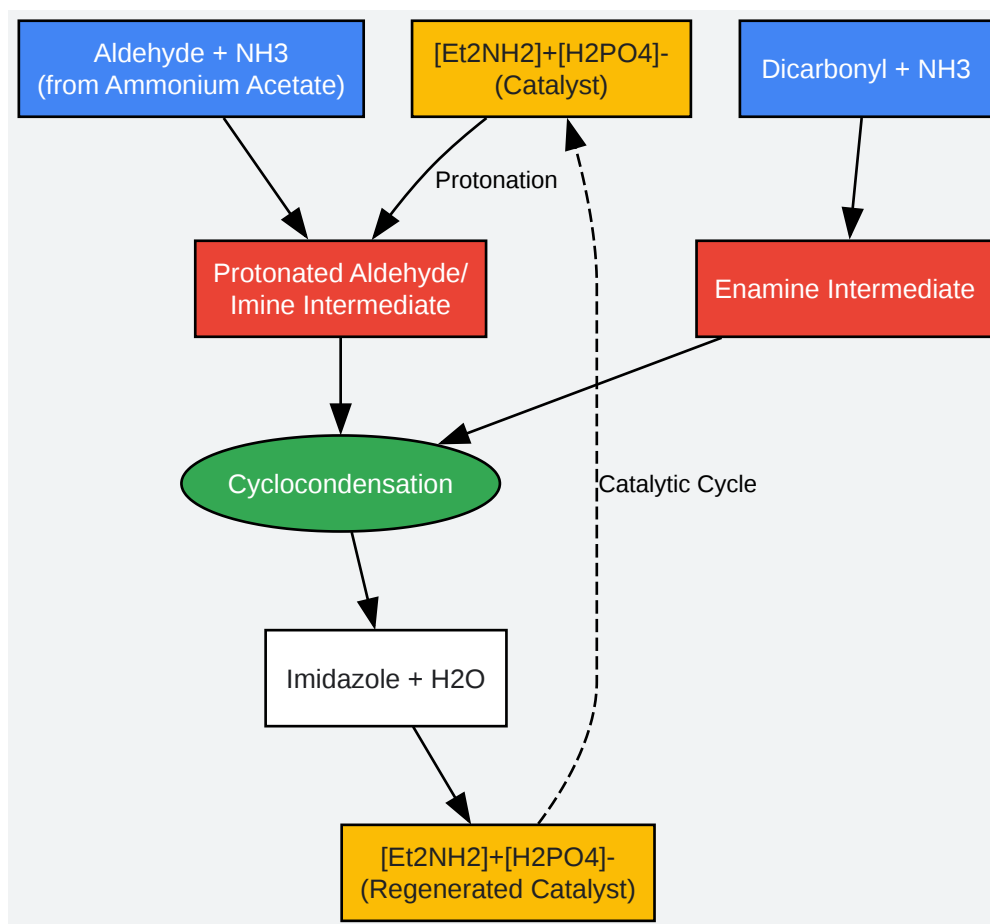 Aldehyde + NH3
(from Ammonium Acetate)
[Et2NH2]+[H2PO4]-
(Catalyst)
Dicarbonyl + NH3
Protonation
Protonated Aldehyde/
Imine Intermediate
Enamine Intermediate
Cyclocondensation
Catalytic Cycle
Imidazole + H2O
[Et2NH2]+[H2PO4]-
(Regenerated Catalyst)